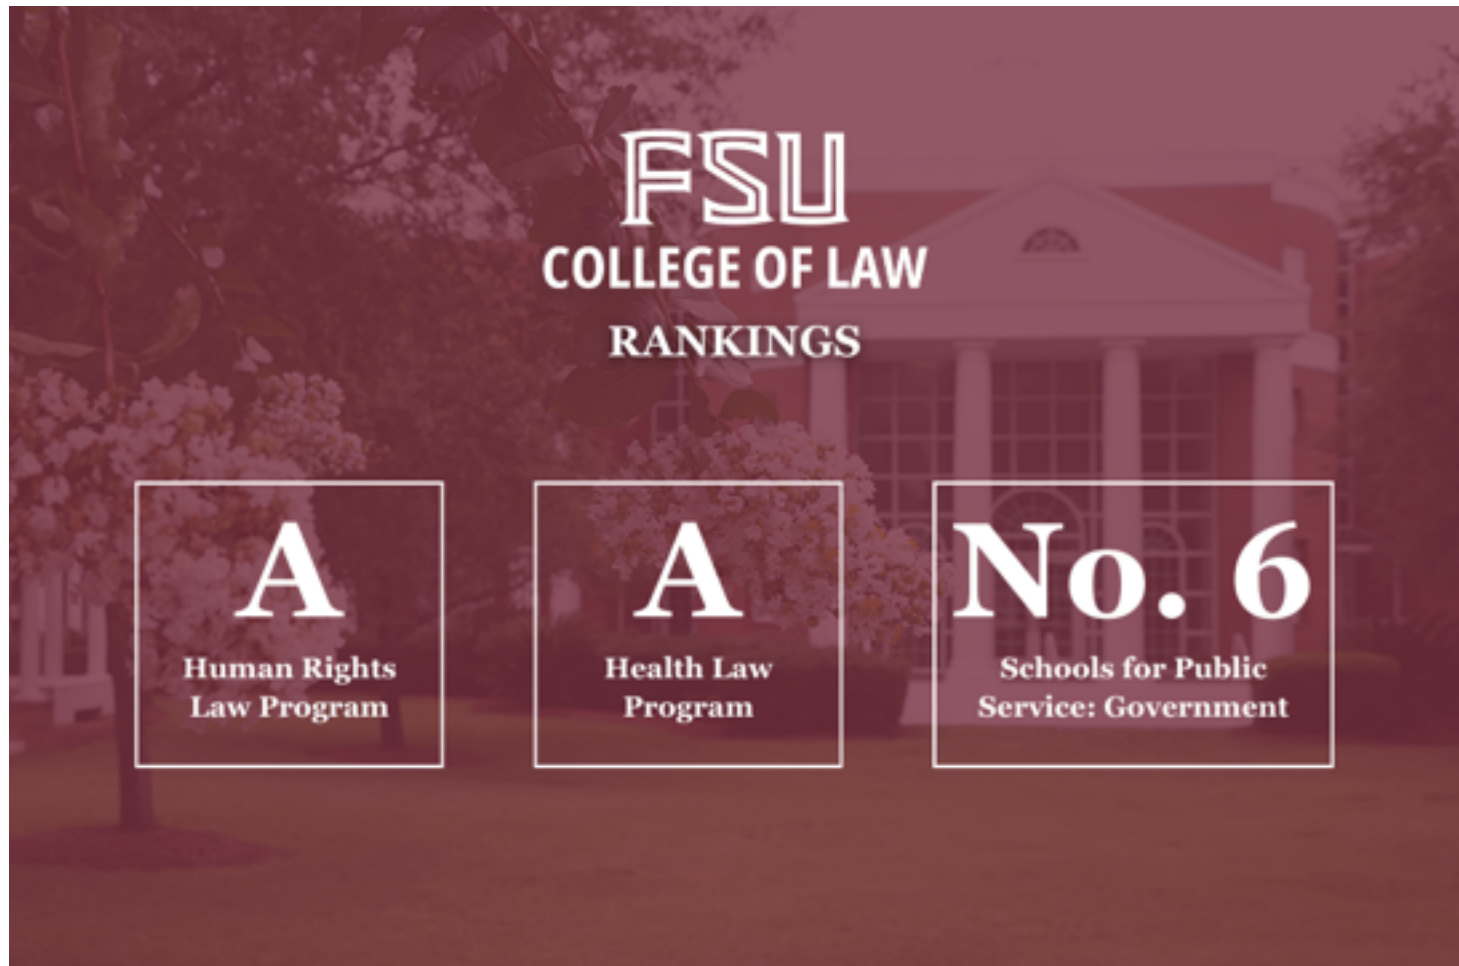 FSU
COLLEGE OF LAW
RANKINGS
A
Human Rights
Law Program
A
Health Law
Program
No. 6
Schools for Public
Service: Government